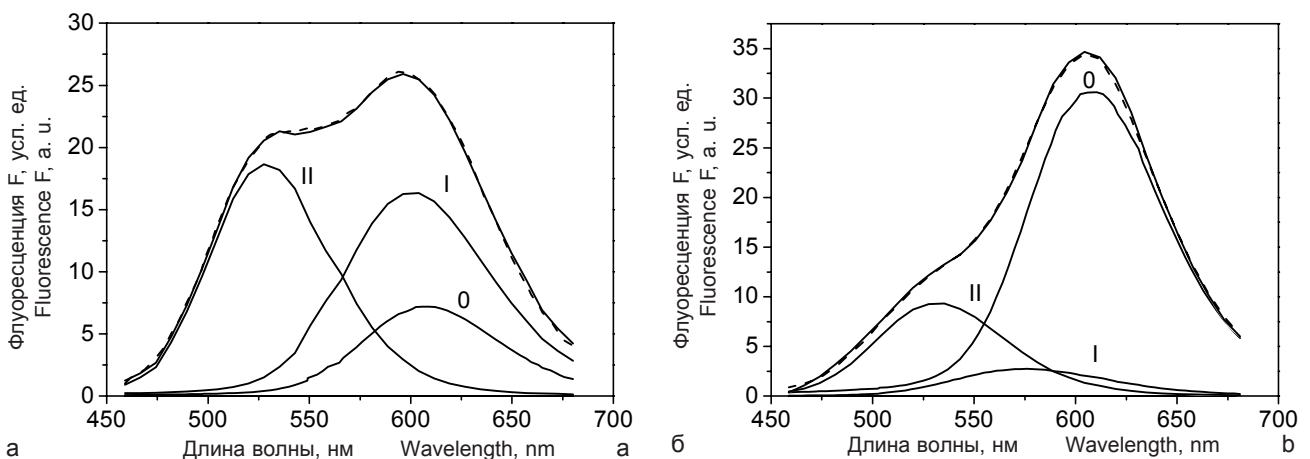 Флуоресценция F, усл. ед.
Fluorescence F, a. u.
30
25
20
15
10
5
0
II
I
0
450 500 550 600 650 700
Длина волны, нм Wavelength, nm
а a
Флуоресценция F, усл. ед.
Fluorescence F, a. u.
35
30
25
20
15
10
5
0
0
II
I
450 500 550 600 650 700
Длина волны, нм Wavelength, nm
б b